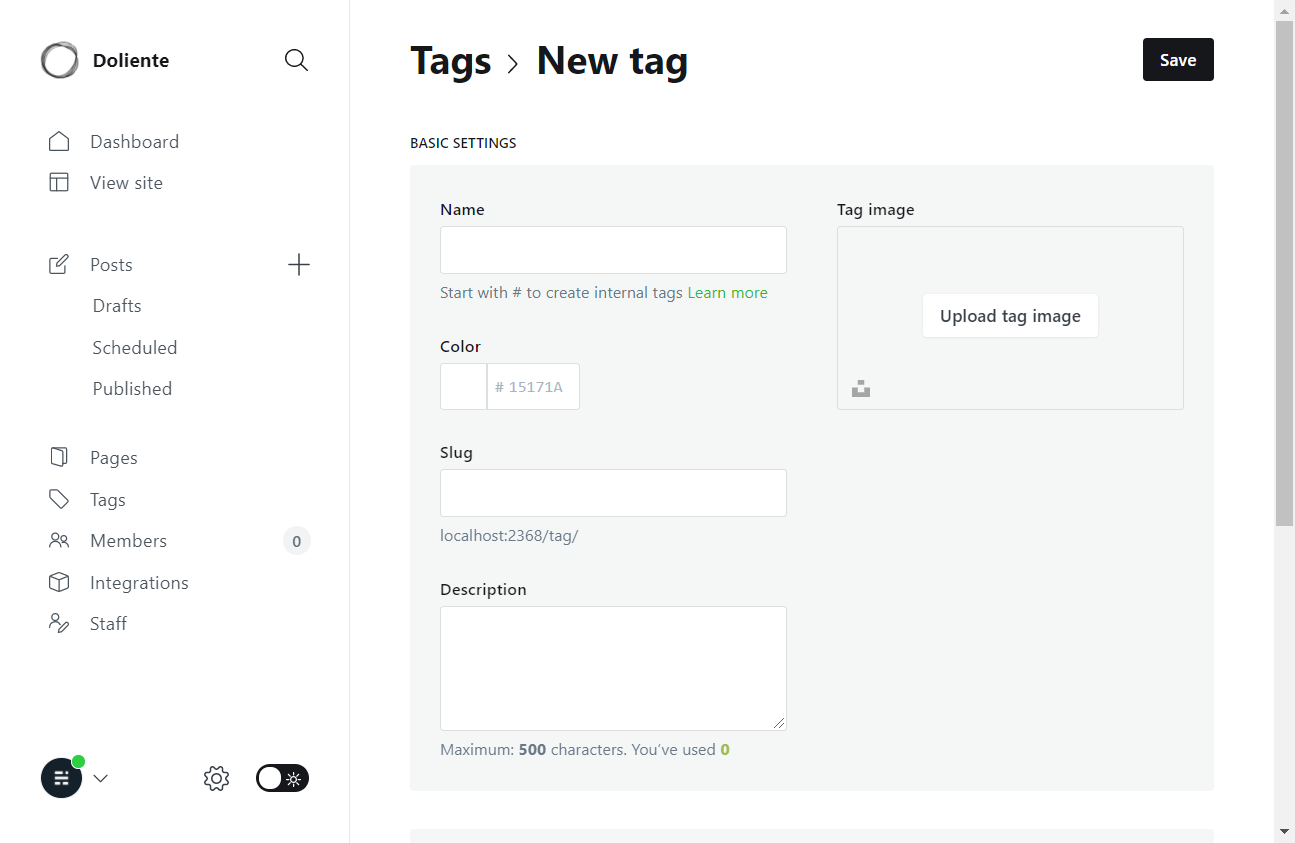 Doliente
Dashboard
View site
Posts
Drafts
Scheduled
Published
Pages
Tags
Members 0
Integrations
Staff
Tags > New tag
Save
BASIC SETTINGS
Name
Start with # to create internal tags Learn more
Color
# 15171A
Slug
localhost:2368/tag/
Description
Maximum: 500 characters. You’ve used 0
Tag image
Upload tag image